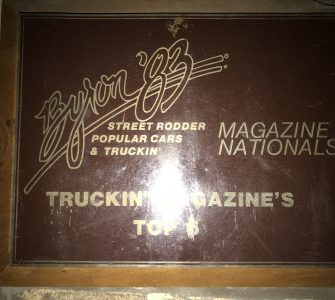 Byron '83
STREET RODDER
POPULAR CARS
& TRUCKIN'
MAGAZINE
NATIONALS
TRUCKIN' MAGAZINE'S
TOP